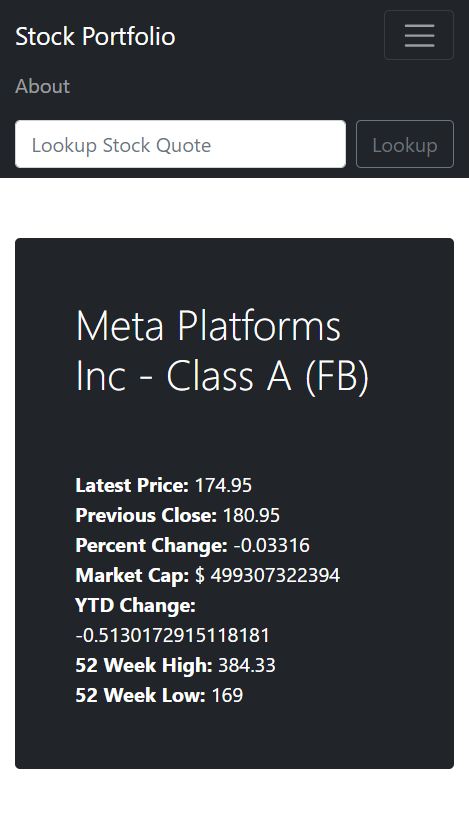 Stock Portfolio
About
Lookup Stock Quote
Lookup
Meta Platforms
Inc - Class A (FB)
Latest Price: 174.95
Previous Close: 180.95
Percent Change: -0.03316
Market Cap: $ 499307322394
YTD Change:
-0.5130172915118181
52 Week High: 384.33
52 Week Low: 169